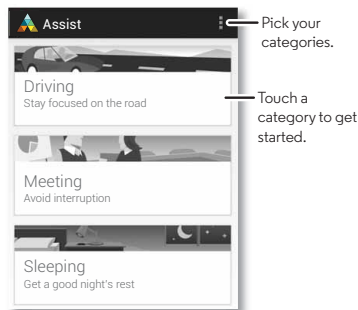 Assist
Pick your
categories.
Driving
Stay focused on the road
Touch a
category to get
started.
Meeting
Avoid interruption
Sleeping
Get a good night's rest